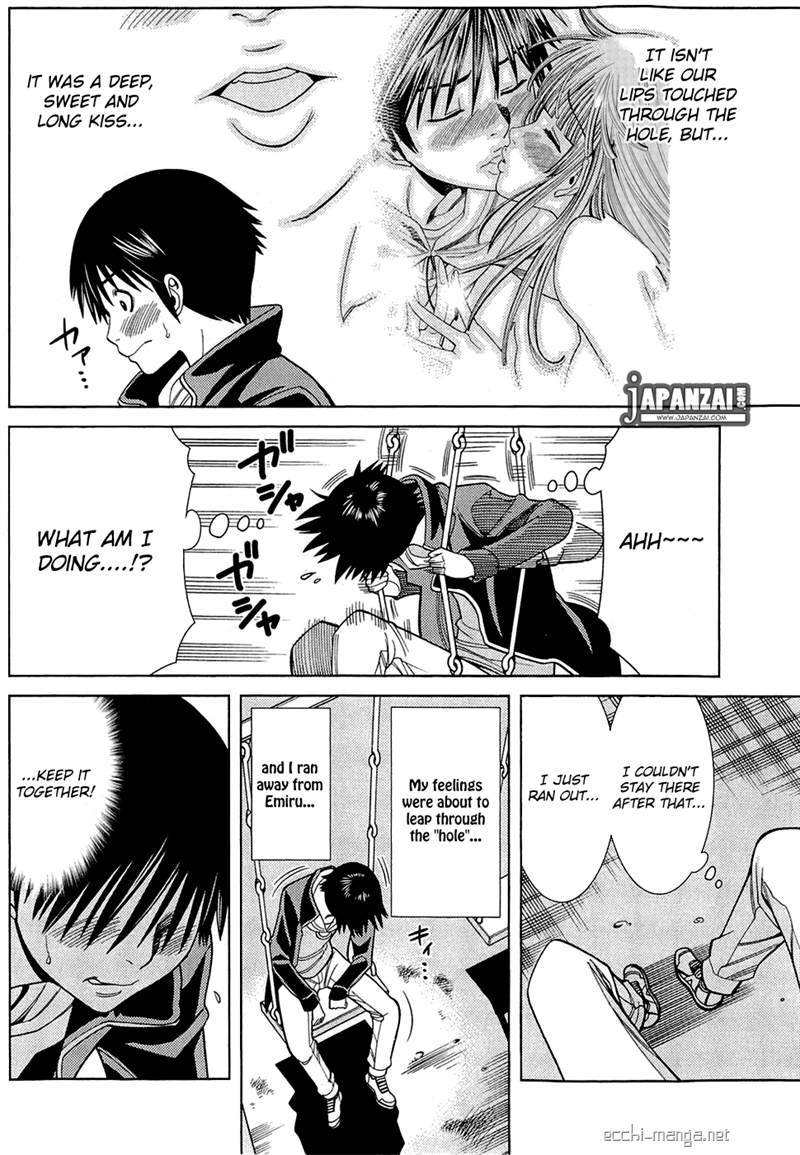 IT ISN'T
LIKE OUR
LIPS TOUCHED
THROUGH THE
HOLE, BUT...
IT WAS A DEEP,
SWEET AND
LONG KISS...
カァ…
JAPANZAI.COM
WWW.JAPANZAI.COM
AHH~~~
ガシャ
ガシャ
WHAT AM I
DOING....!?
I COULDN'T
STAY THERE
AFTER THAT...
I JUST
RAN OUT...
My feelings
were about to
leap through
the "hole"...
and I ran
away from
Emiru...
キィ…
...KEEP IT
TOGETHER!
ecchi-manga.net